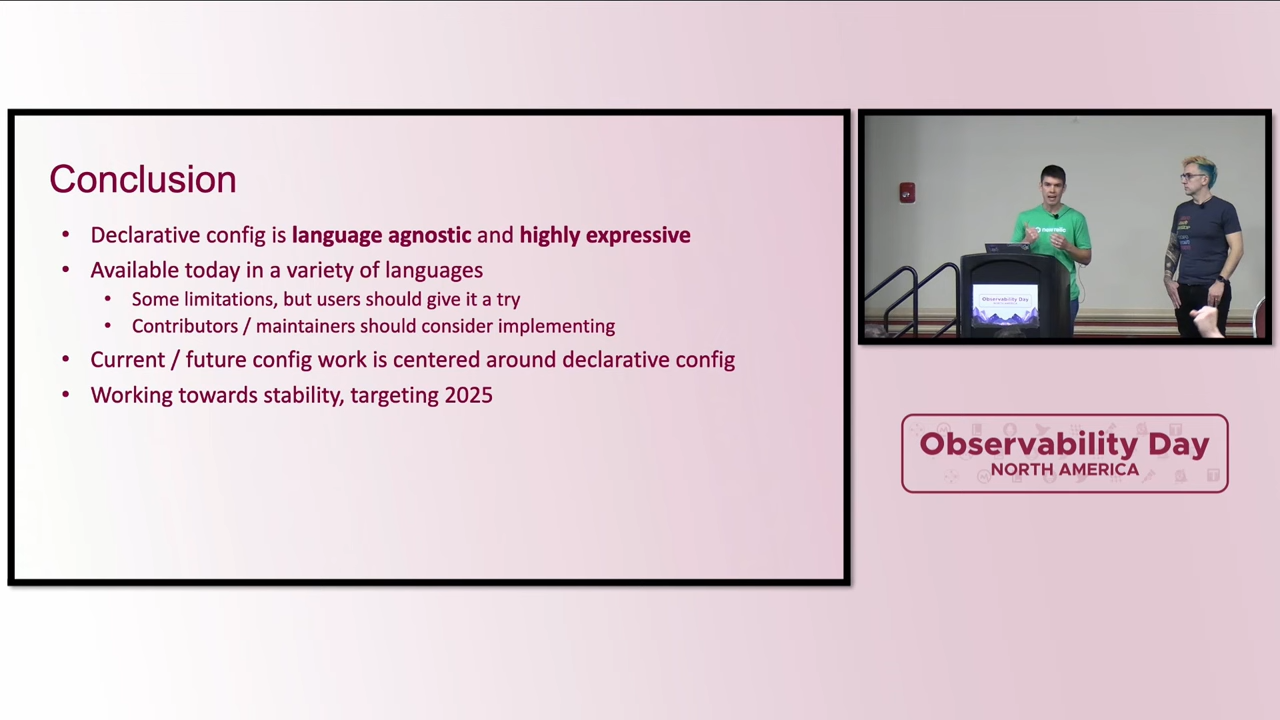 Conclusion
• Declarative config is language agnostic and highly expressive
• Available today in a variety of languages
• Some limitations, but users should give it a try
• Contributors / maintainers should consider implementing
• Current / future config work is centered around declarative config
• Working towards stability, targeting 2025
Observability Day
Observability Day
NORTH AMERICA